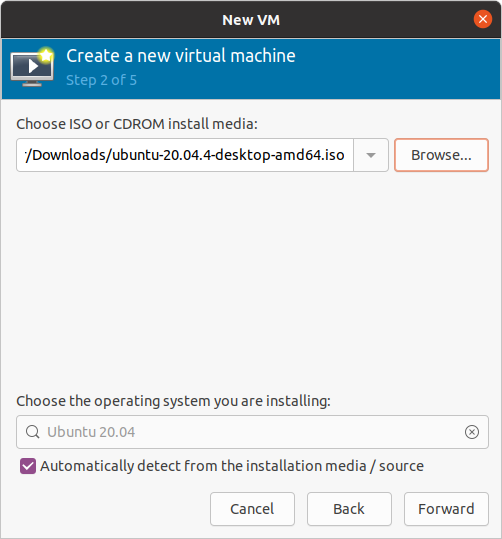 New VM
Create a new virtual machine
Step 2 of 5
Choose ISO or CDROM install media:
/Downloads/ubuntu-20.04.4-desktop-amd64.iso
Browse...
Choose the operating system you are installing:
Ubuntu 20.04
Automatically detect from the installation media / source
Cancel
Back
Forward